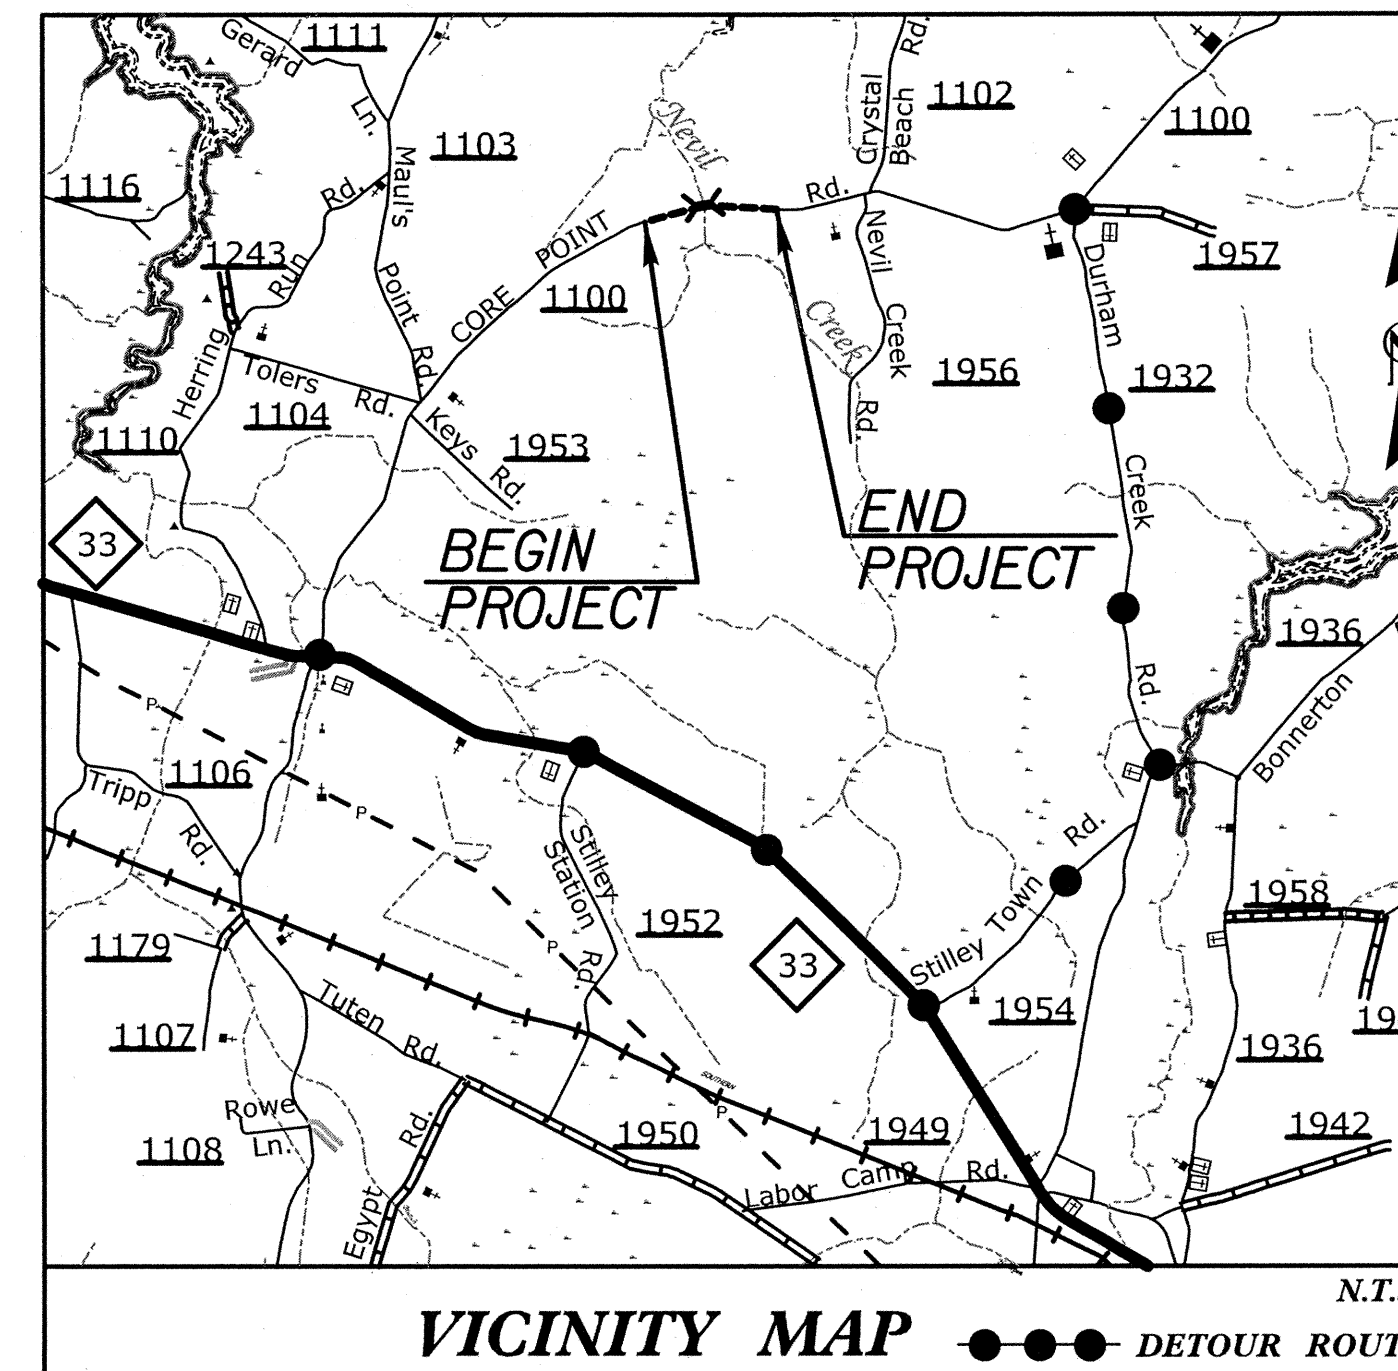 Gerard
Ln.
1111
1103
1116
1243
Run
Rd.
Maul's
Point
Rd.
Nevil
Creek
Crystal
Beach
Rd.
1102
1100
Rd.
1957
CORE
POINT
1100
Nevil
Creek
Rd.
1956
Durham
Creek
Rd.
1932
Herring
Tolers
Rd.
1104
1110
Keys
Rd.
1953
33
BEGIN
PROJECT
END
PROJECT
1936
Bonnerton
P
P
P
P
Tripp
Rd.
1106
Stilley
Station
Rd.
1952
33
Stilley Town
Rd.
1954
1958
19
1936
1942
1179
1107
Tuten
Rd.
Rowe
Ln.
1108
Egypt
Rd.
1950
SOUTHERN
1949
Labor Camp Rd.
N.T.
VICINITY MAP
DETOUR ROUT